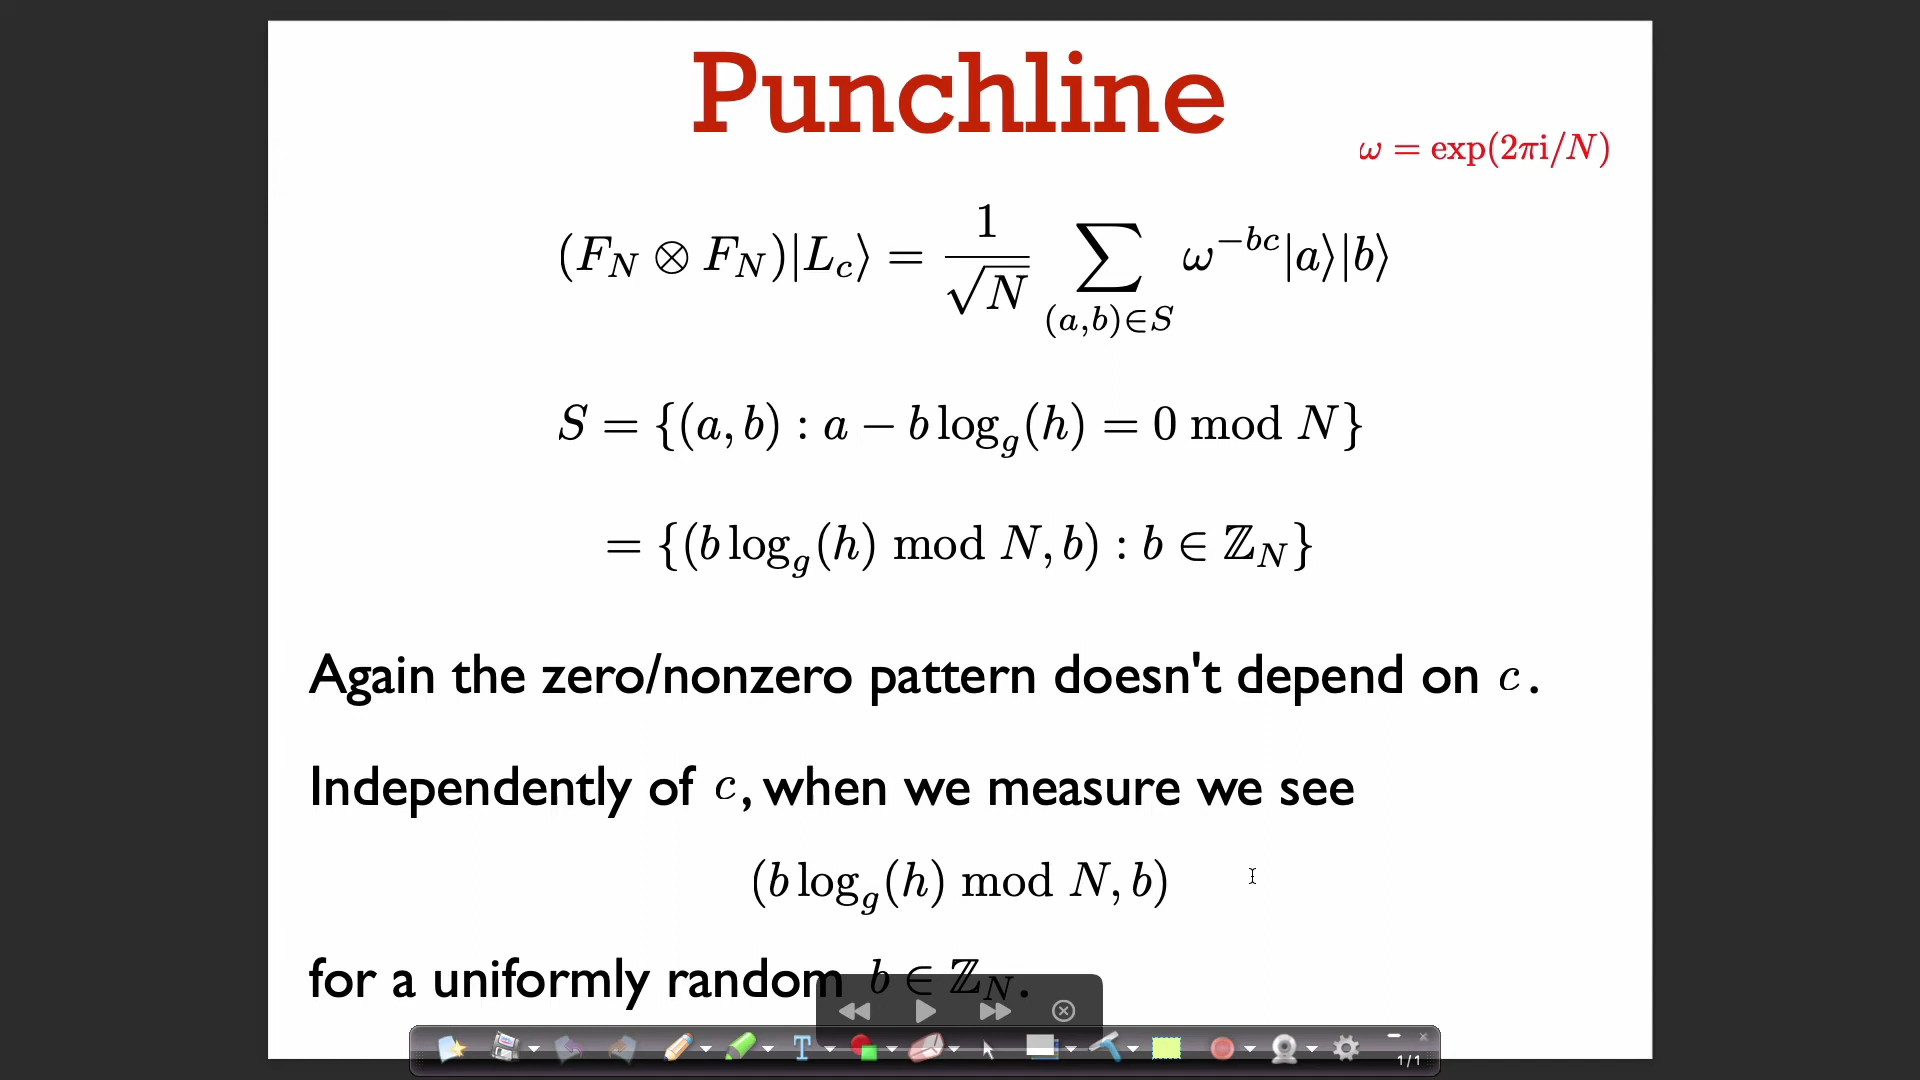 Punchline
ω = exp(2πi/N)
(F_N ⊗ F_N)|L_c⟩ = 1/√N ∑_{(a,b)∈S} ω^{−bc}|a⟩|b⟩
S = {(a, b) : a − b log_g(h) = 0 mod N}
= {(b log_g(h) mod N, b) : b ∈ ℤ_N}
Again the zero/nonzero pattern doesn't depend on c.
Independently of c, when we measure we see
(b log_g(h) mod N, b)
for a uniformly random b ∈ ℤ_N.
T
1/1